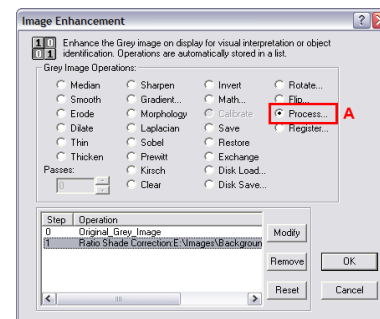 Image Enhancement
Enhance the Grey image on display for visual interpretation or object
identification. Operations are automatically stored in a list.
Grey Image Operations:
Median Sharpen Invert Rotate...
Smooth Gradient... Math... Flip...
Erode Morphology Calibrate Process... A
Dilate Laplacian Save Register...
Thin Sobel Restore
Thicken Prewitt Exchange
Passes: Kirsch Disk Load...
0 Clear Disk Save...
Step Operation
0 Original_Grey_Image Modify
1 Ratio Shade Correction:E:\Images\Backgroun
Remove OK
Reset Cancel